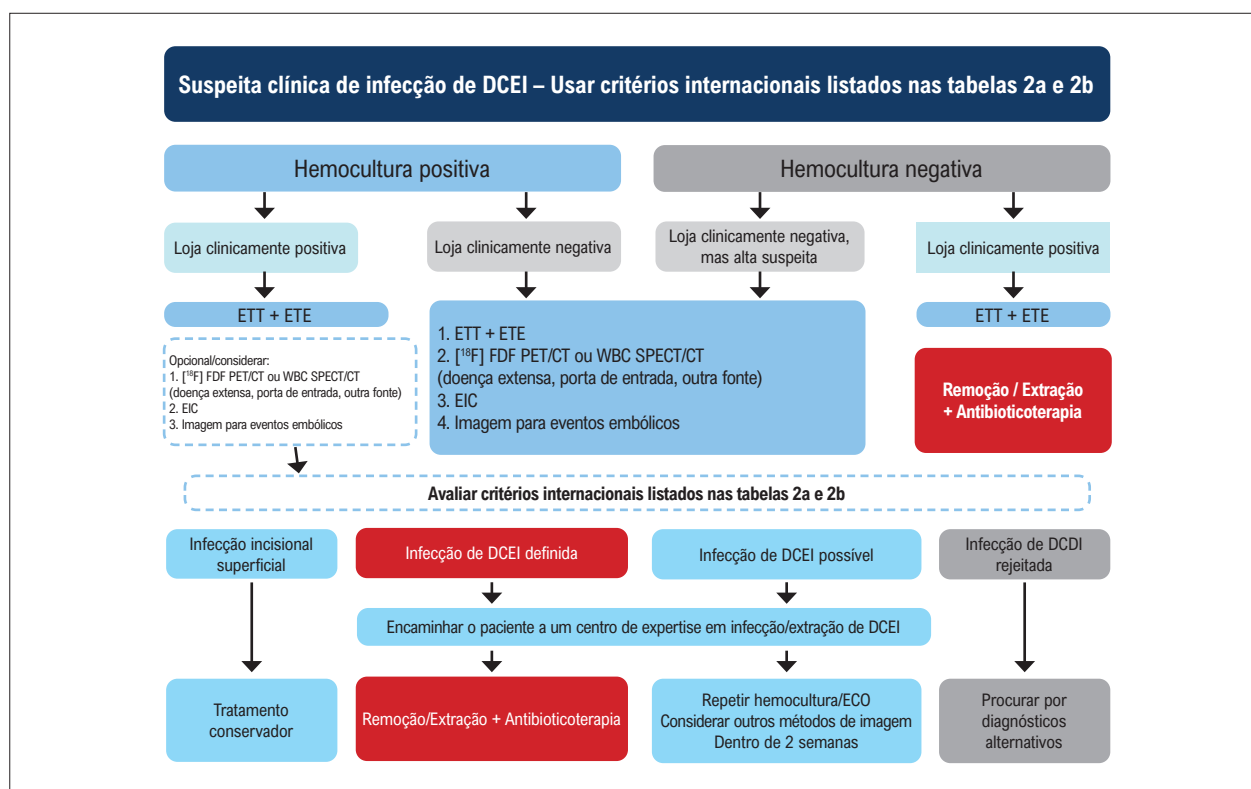 Suspeita clínica de infecção de DCEI – Usar critérios internacionais listados nas tabelas 2a e 2b
Hemocultura positiva
Hemocultura negativa
Loja clinicamente positiva
Loja clinicamente negativa
Loja clinicamente negativa,
mas alta suspeita
Loja clinicamente positiva
ETT + ETE
Opcional/considerar:
1. [¹⁸F] FDF PET/CT ou WBC SPECT/CT
(doença extensa, porta de entrada, outra fonte)
2. EIC
3. Imagem para eventos embólicos
1. ETT + ETE
2. [¹⁸F] FDF PET/CT ou WBC SPECT/CT
(doença extensa, porta de entrada, outra fonte)
3. EIC
4. Imagem para eventos embólicos
ETT + ETE
Remoção / Extração
+ Antibioticoterapia
Avaliar critérios internacionais listados nas tabelas 2a e 2b
Infecção incisional
superficial
Infecção de DCEI definida
Infecção de DCEI possível
Infecção de DCDI
rejeitada
Encaminhar o paciente a um centro de expertise em infecção/extração de DCEI
Tratamento
conservador
Remoção/Extração + Antibioticoterapia
Repetir hemocultura/ECO
Considerar outros métodos de imagem
Dentro de 2 semanas
Procurar por
diagnósticos
alternativos